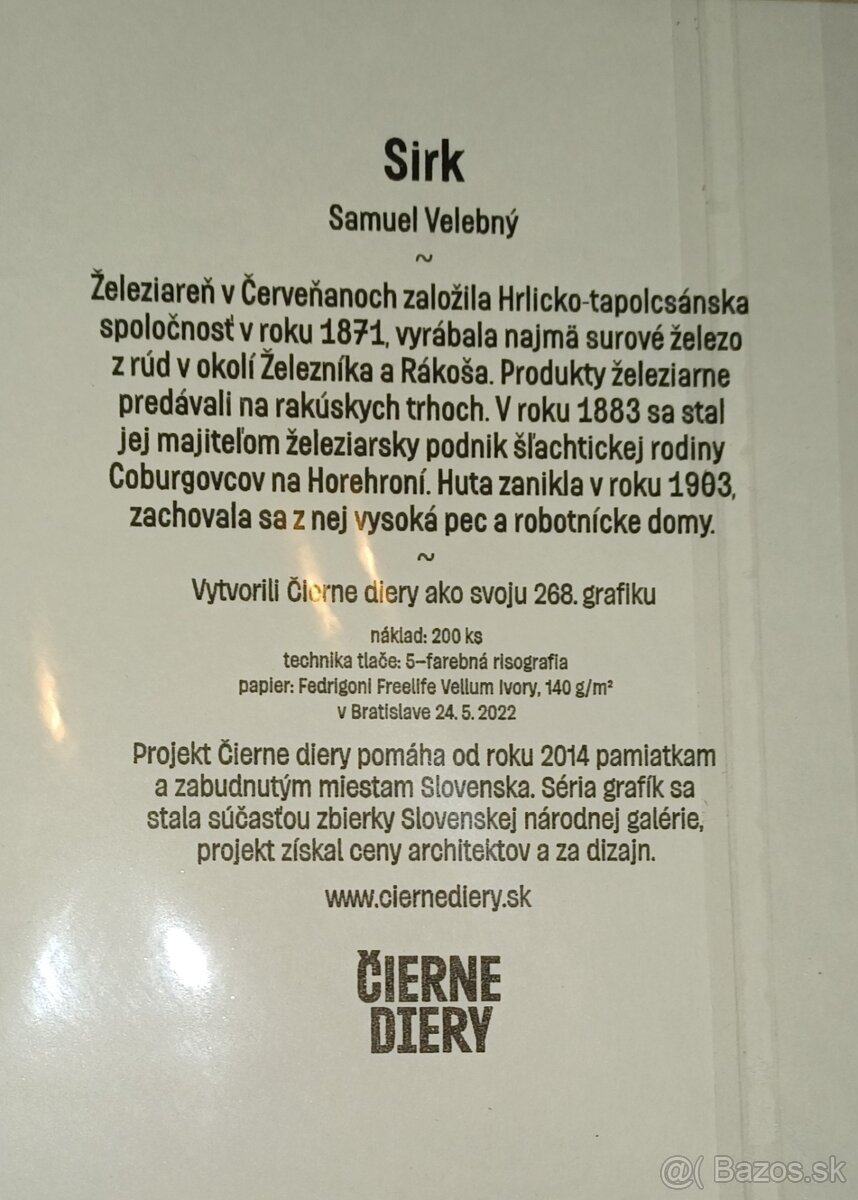 Sirk
Samuel Velebný
~
Železiareň v Červeňanoch založila Hrlicko-tapolcsánska
spoločnosť v roku 1871, vyrábala najmä surové železo
z rúd v okolí Železníka a Rákoša. Produkty železiarne
predávali na rakúskych trhoch. V roku 1883 sa stal
jej majiteľom železiarsky podnik šľachtickej rodiny
Coburgovcov na Horehroní. Huta zanikla v roku 1903,
zachovala sa z nej vysoká pec a robotnícke domy.
~
Vytvorili Čierne diery ako svoju 268. grafiku
náklad: 200 ks
technika tlače: 5-farebná risografia
papier: Fedrigoni Freelife Vellum Ivory, 140 g/m²
v Bratislave 24. 5. 2022
Projekt Čierne diery pomáha od roku 2014 pamiatkam
a zabudnutým miestam Slovenska. Séria grafík sa
stala súčasťou zbierky Slovenskej národnej galérie,
projekt získal ceny architektov a za dizajn.
www.ciernediery.sk
ČIERNE
DIERY
@( Bazos.sk